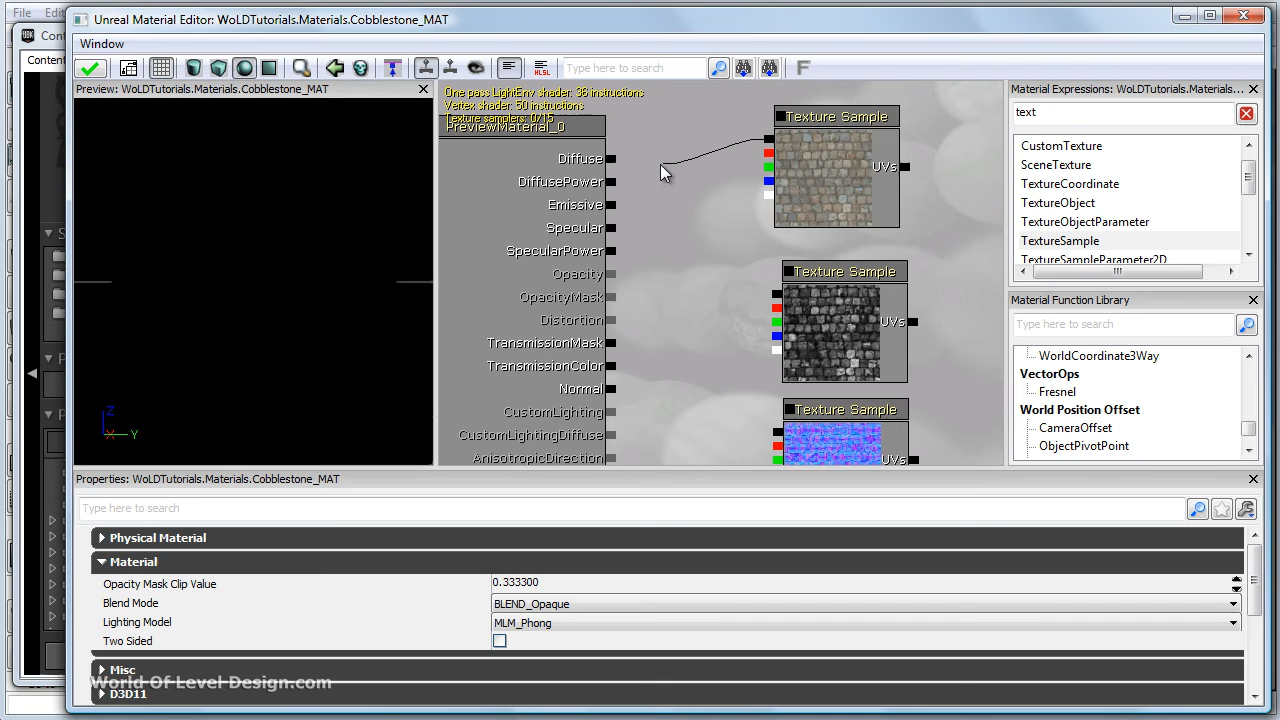 File Edi
Unreal Material Editor: WoLDTutorials.Materials.Cobblestone_MAT
Cont
Window
Conten
HLSL
Type here to search
F
Preview: WoLDTutorials.Materials.Cobblestone_MAT
Z
X
Y
One pass LightEnv shader: 38 instructions
Vertex shader: 50 instructions
Texture samplers: 0/15
PreviewMaterial_0
Diffuse
DiffusePower
Emissive
Specular
SpecularPower
Opacity
OpacityMask
Distortion
TransmissionMask
TransmissionColor
Normal
CustomLighting
CustomLightingDiffuse
AnisotropicDirection
Texture Sample
UVs
Texture Sample
UVs
Texture Sample
UVs
Material Expressions: WoLDTutorials.Materials...
text
CustomTexture
SceneTexture
TextureCoordinate
TextureObject
TextureObjectParameter
TextureSample
TextureSampleParameter2D
Material Function Library
Type here to search
WorldCoordinate3Way
VectorOps
Fresnel
World Position Offset
CameraOffset
ObjectPivotPoint
Properties: WoLDTutorials.Materials.Cobblestone_MAT
Type here to search
Physical Material
Material
Opacity Mask Clip Value 0.333300
Blend Mode BLEND_Opaque
Lighting Model MLM_Phong
Two Sided
Misc
World-Of-Level-Design.com
D3D11